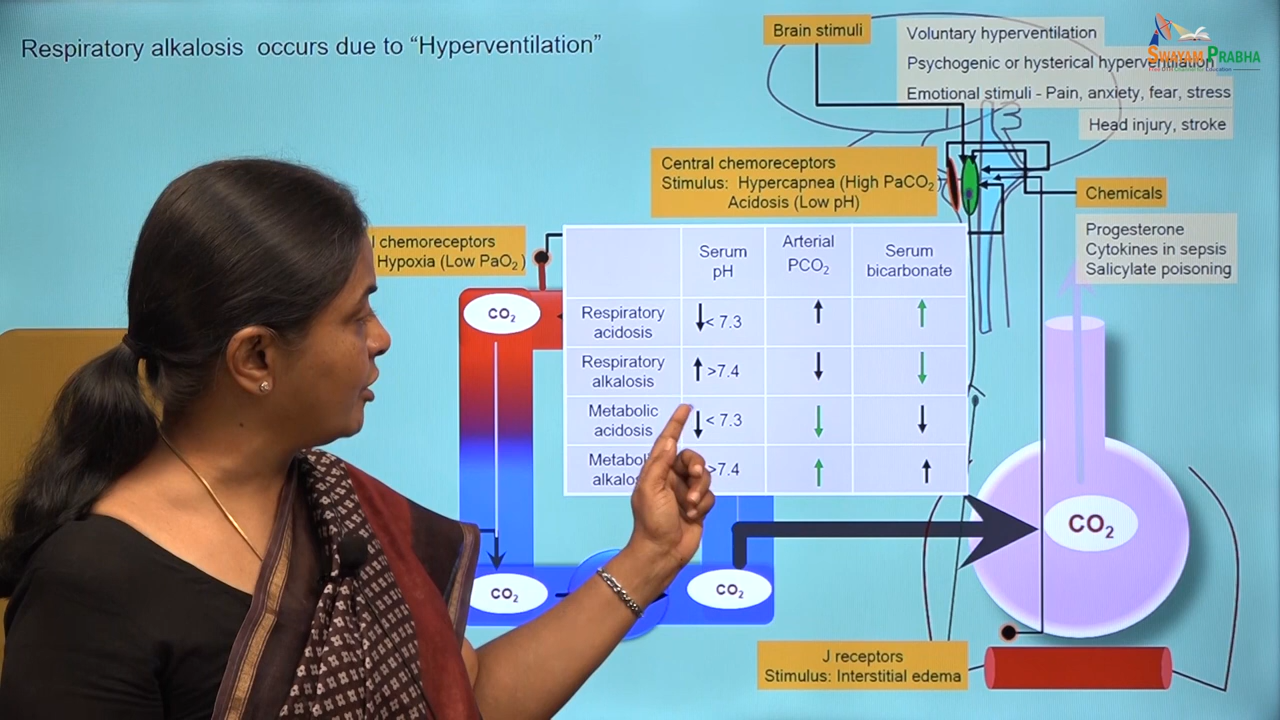 Respiratory alkalosis occurs due to “Hyperventilation”
Brain stimuli
Voluntary hyperventilation
Psychogenic or hysterical hyperventilation
Emotional stimuli - Pain, anxiety, fear, stress
Head injury, stroke
SWAYAM PRABHA
Central chemoreptors
Stimulus: Hypercapnea (High PaCO2
Acidosis (Low pH)
Chemicals
Progesterone
Cytokines in sepsis
Salicylate poisoning
chemoreceptors
Hypoxia (Low PaO2)
Serum pH
Arterial PCO2
Serum bicarbonate
Respiratory acidosis ↓ < 7.3 ↑ ↑
Respiratory alkalosis ↑ >7.4 ↓ ↓
Metabolic acidosis ↓ < 7.3 ↓ ↓
>7.4 ↑ ↑
CO2
CO2
CO2
CO2
J receptors
Stimulus: Interstitial edema